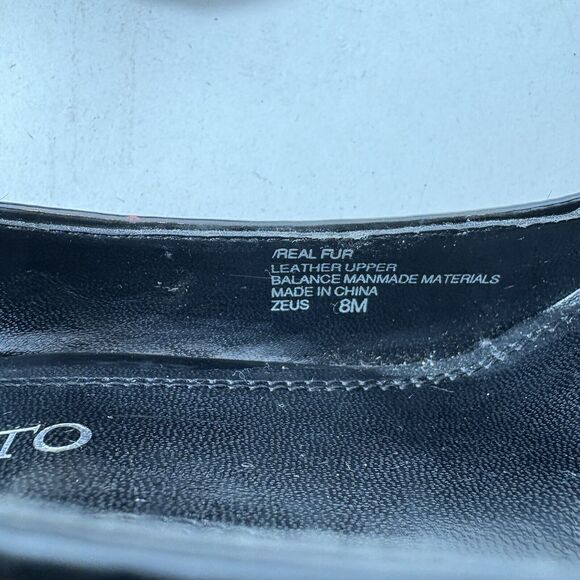 /REAL FUR
LEATHER UPPER
BALANCE MANMADE MATERIALS
MADE IN CHINA
ZEUS 8M
TO